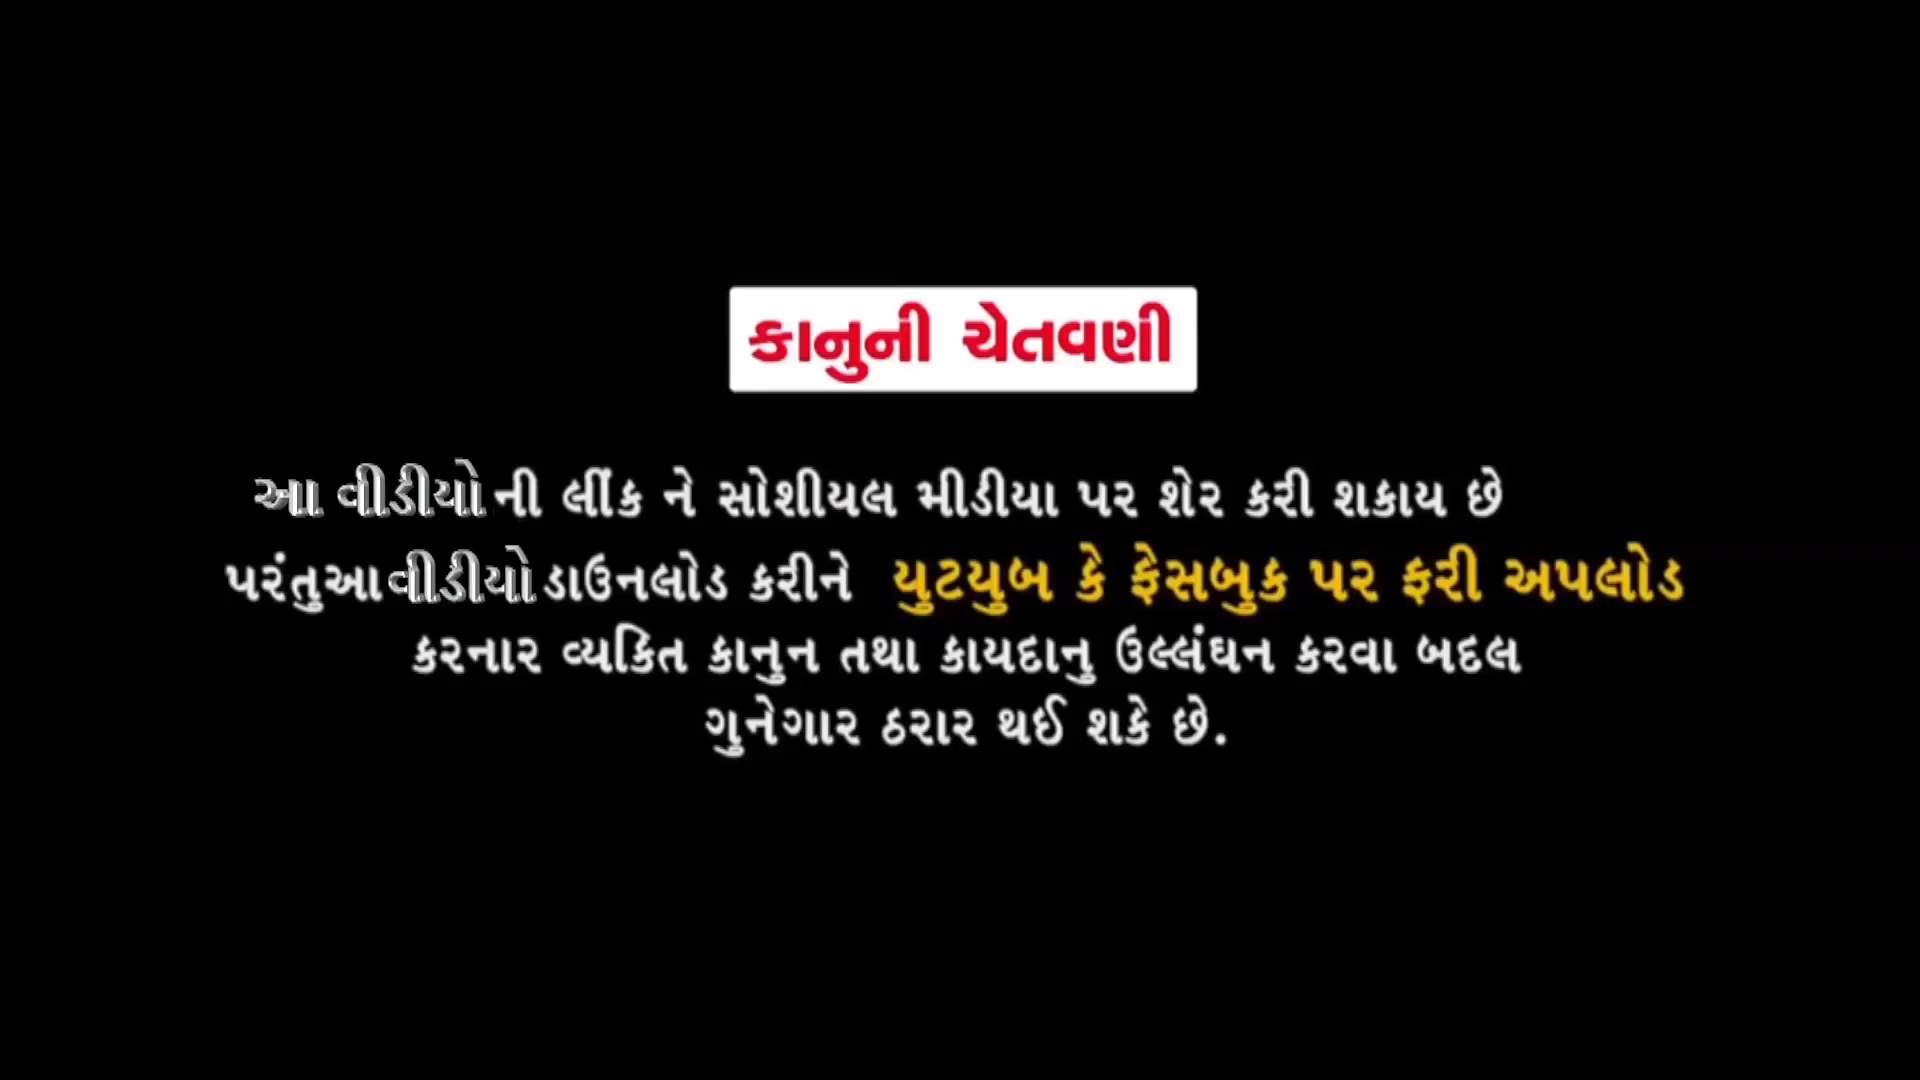 કાનુની ચેતવણી
આ વીડીયો ની લીંક ને સોશીયલ મીડીયા પર શેર કરી શકાય છે
પરંતુઆ વીડીયો ડાઉનલોડ કરીને યુટયુબ કે ફેસબુક પર ફરી અપલોડ
કરનાર વ્યકિત કાનુન તથા કાયદાનુ ઉલ્લંઘન કરવા બદલ
ગુનેગાર ઠરાર થઈ શકે છે.